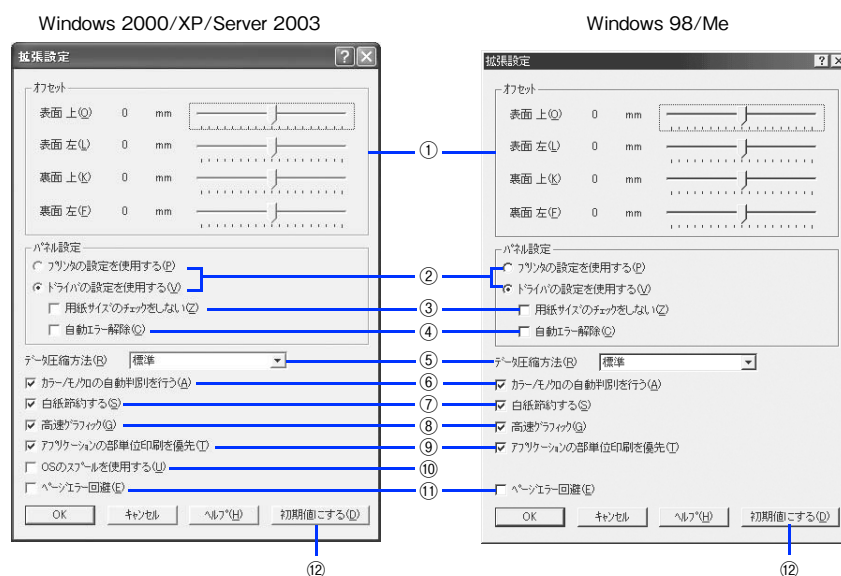 Windows 2000/XP/Server 2003
拡張設定
オフセット
表面 上(O) 0 mm
表面 左(L) 0 mm
裏面 上(K) 0 mm
裏面 左(F) 0 mm
パネル設定
プリンタの設定を使用する(P)
ドライバの設定を使用する(V)
用紙サイズのチェックをしない(Z)
自動エラー解除(C)
データ圧縮方法(R) 標準
カラー/モノクロの自動判別を行う(A)
白紙節約する(S)
高速グラフィック(G)
アプリケーションの部単位印刷を優先(T)
OSのスプールを使用する(U)
ページエラー回避(E)
OK キャンセル ヘルプ(H) 初期値にする(D)
⑫
①
②
③
④
⑤
⑥
⑦
⑧
⑨
⑩
⑪
Windows 98/Me
拡張設定
オフセット
表面 上(O) 0 mm
表面 左(L) 0 mm
裏面 上(K) 0 mm
裏面 左(F) 0 mm
パネル設定
プリンタの設定を使用する(P)
ドライバの設定を使用する(V)
用紙サイズのチェックをしない(Z)
自動エラー解除(C)
データ圧縮方法(R) 標準
カラー/モノクロの自動判別を行う(A)
白紙節約する(S)
高速グラフィック(G)
アプリケーションの部単位印刷を優先(T)
ページエラー回避(E)
OK キャンセル ヘルプ(H) 初期値にする(D)
⑫